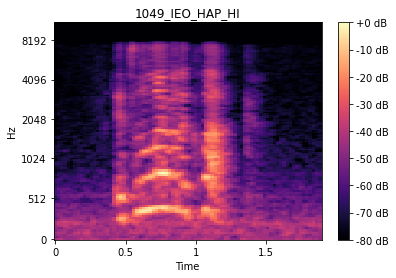 1049_IEO_HAP_HI
8192
4096
2048
1024
512
0
Hz
0
0.5
1
1.5
Time
+0 dB
-10 dB
-20 dB
-30 dB
-40 dB
-50 dB
-60 dB
-70 dB
-80 dB